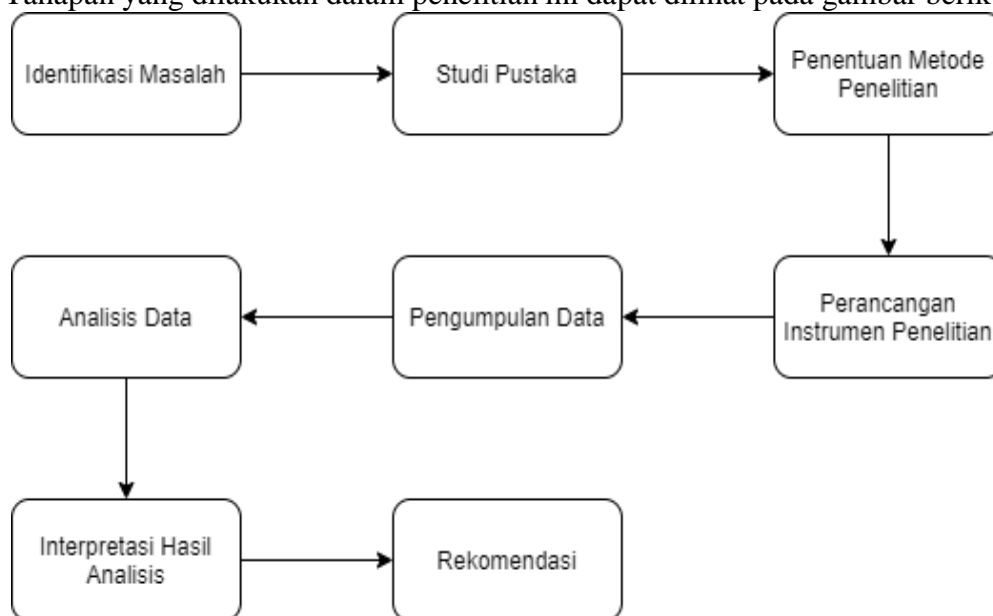 Tahapan yang dilakukan dalam penelitian ini dapat dilihat pada gambar
Identifikasi Masalah
Studi Pustaka
Penentuan Metode
Penelitian
Perancangan
Instrumen Penelitian
Pengumpulan Data
Analisis Data
Interpretasi Hasil
Analisis
Rekomendasi